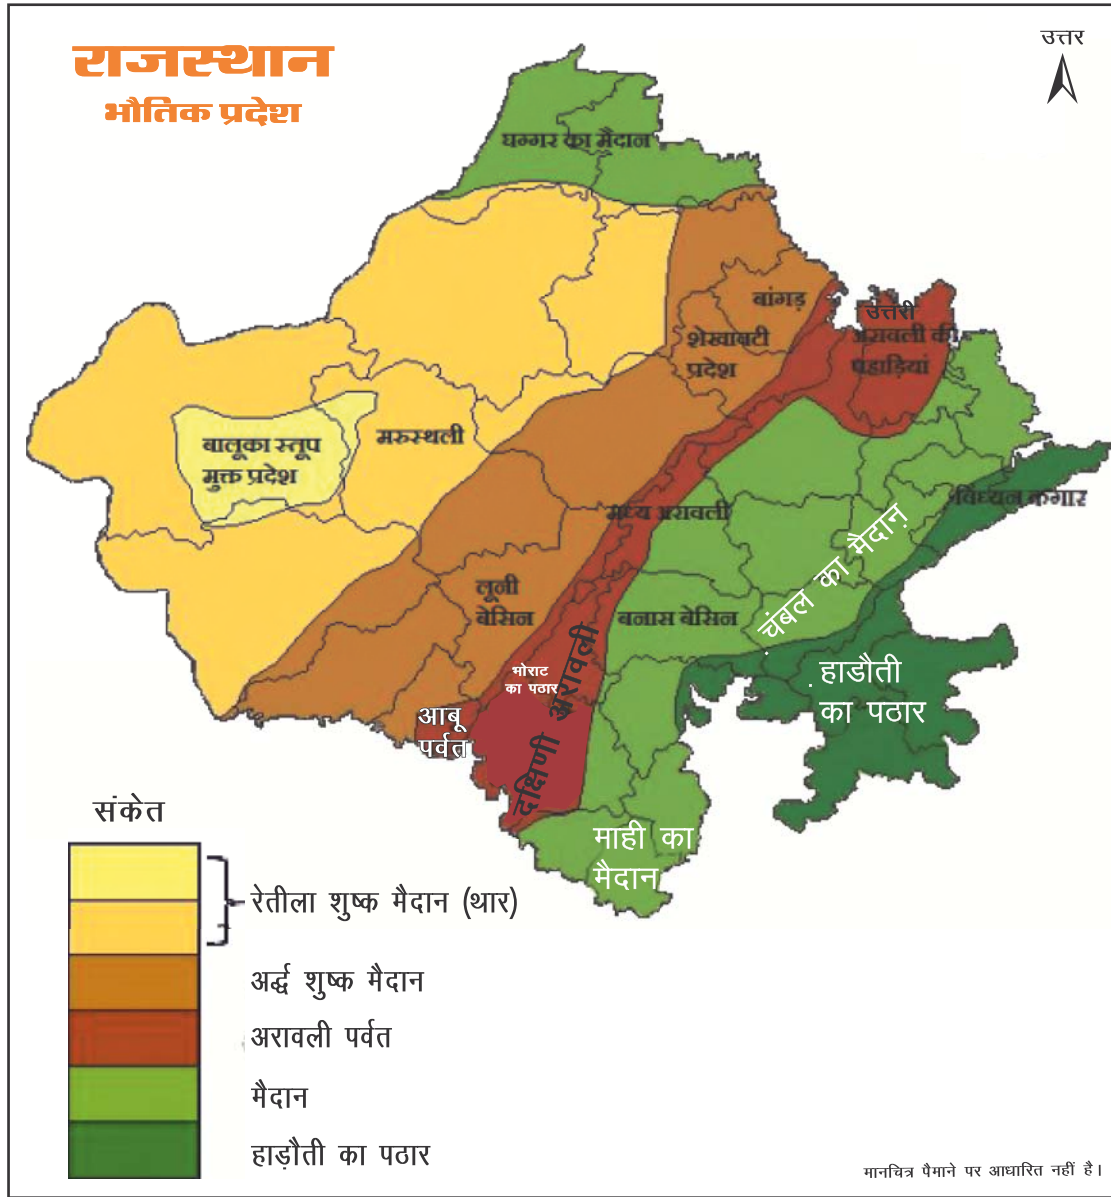 राजस्थान
भौतिक प्रदेश
उत्तर
घग्गर का मैदान
बांगड़
शेखाबटी
प्रदेश
उत्तरी
अरावली की
पहाड़ियां
बालूका स्तूप
मुक्त प्रदेश
मरुस्थली
मध्य अरावली
विंध्यन कगार
चंबल का मैदान
लूनी
बेसिन
बनास बेसिन
भोराट
का पठार
दक्षिणी अरावली
आबू
पर्वत
हाडौती
का पठार
माही का
मैदान
संकेत
रेतीला शुष्क मैदान (थार)
अर्द्ध शुष्क मैदान
अरावली पर्वत
मैदान
हाड़ौती का पठार
मानचित्र पैमाने पर आधारित नहीं है।